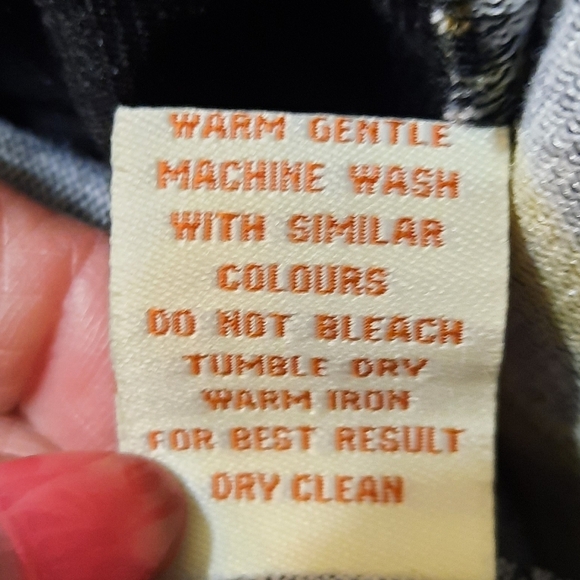 WARM GENTLE
MACHINE WASH
WITH SIMILAR
COLOURS
DO NOT BLEACH
TUMBLE DRY
WARM IRON
FOR BEST RESULT
DRY CLEAN